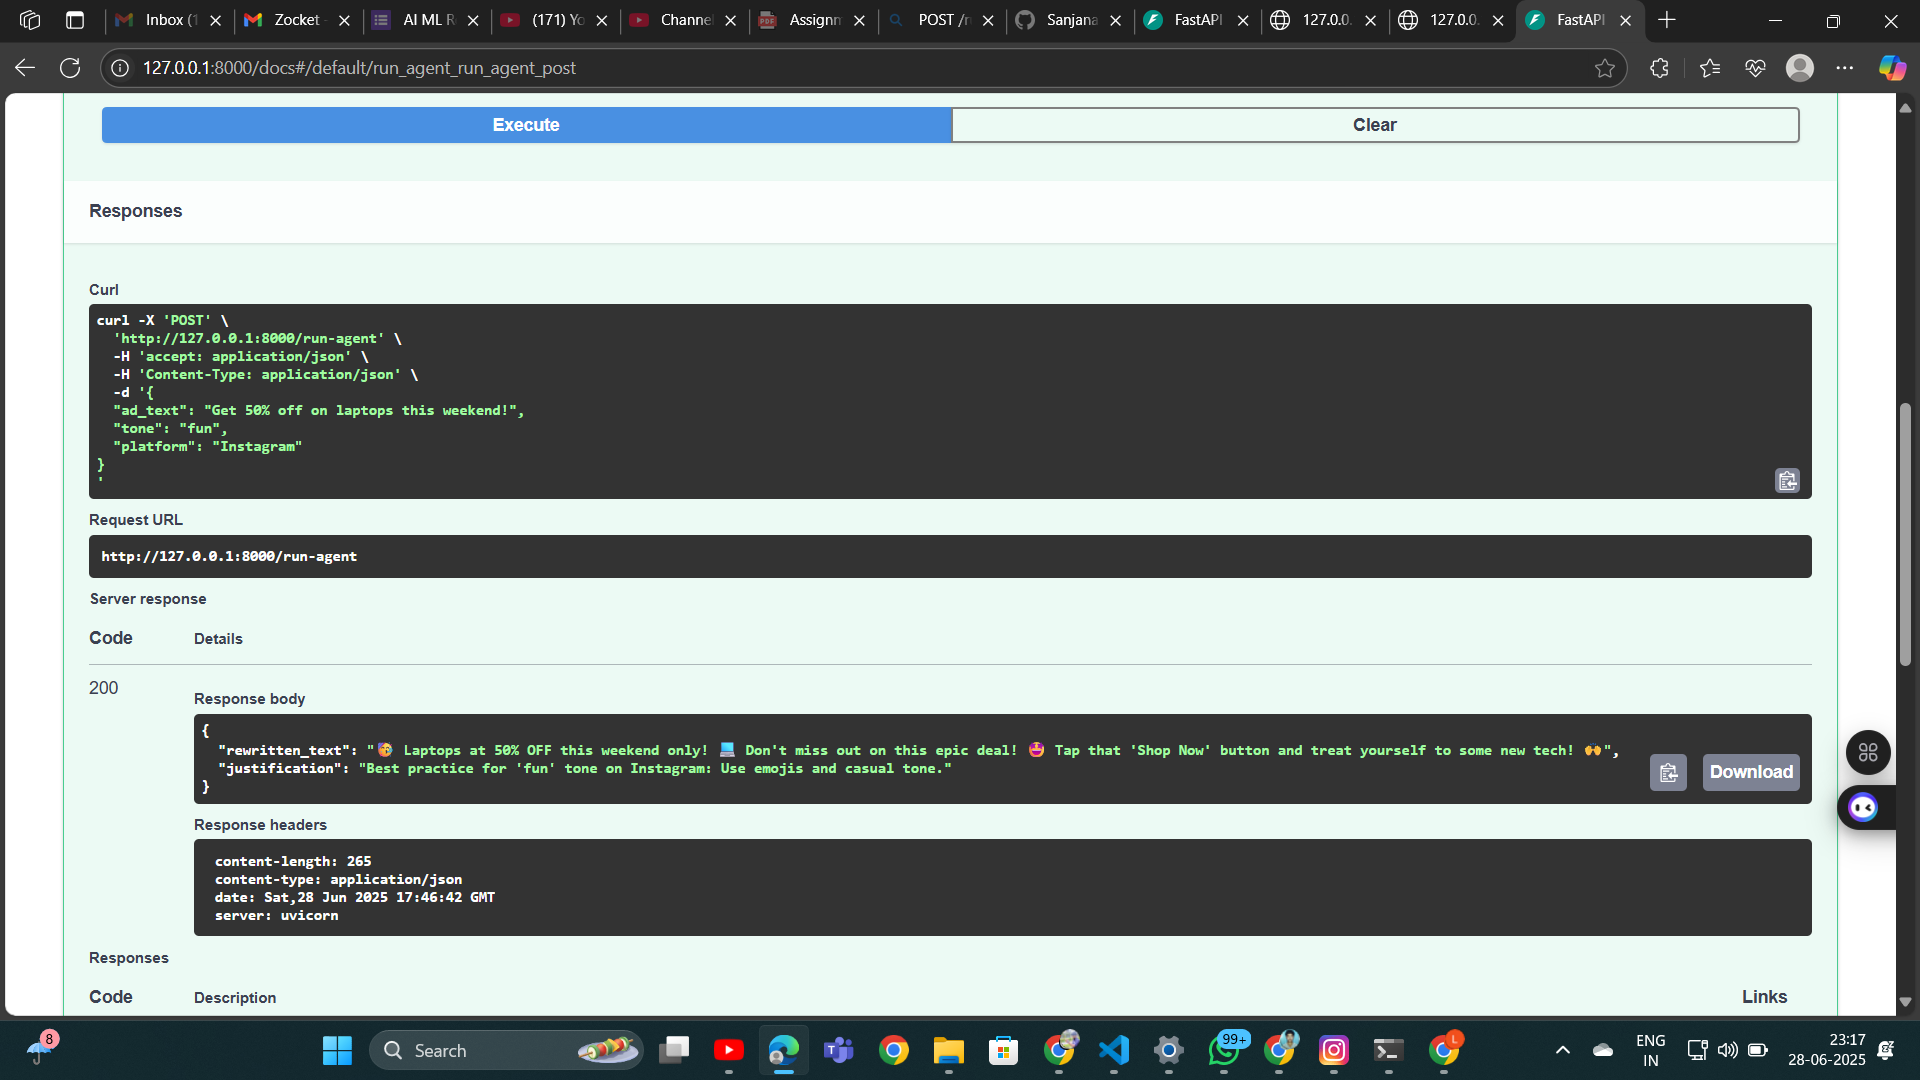 Inbox (1
Zocket -
AI ML R
(171) Yo
Channel
Assignm
POST /r
Sanjana
FastAPI
127.0.0.
127.0.0.
FastAPI
127.0.0.1:8000/docs#/default/run_agent_run_agent_post
Execute
Clear
Responses
Curl
curl -X 'POST' \
'http://127.0.0.1:8000/run-agent' \
-H 'accept: application/json' \
-H 'Content-Type: application/json' \
-d '{
"ad_text": "Get 50% off on laptops this weekend!",
"tone": "fun",
"platform": "Instagram"
}
'
Request URL
http://127.0.0.1:8000/run-agent
Server response
Code Details
200
Response body
{
"rewritten_text": "🥳 Laptops at 50% OFF this weekend only! 💻 Don't miss out on this epic deal! 🤩 Tap that 'Shop Now' button and treat yourself to some new tech! 🙌",
"justification": "Best practice for 'fun' tone on Instagram: Use emojis and casual tone."
}
Download
Response headers
content-length: 265
content-type: application/json
date: Sat,28 Jun 2025 17:46:42 GMT
server: uvicorn
Responses
Code Description Links
8
Search
99+
L
ENG
IN
23:17
28-06-2025